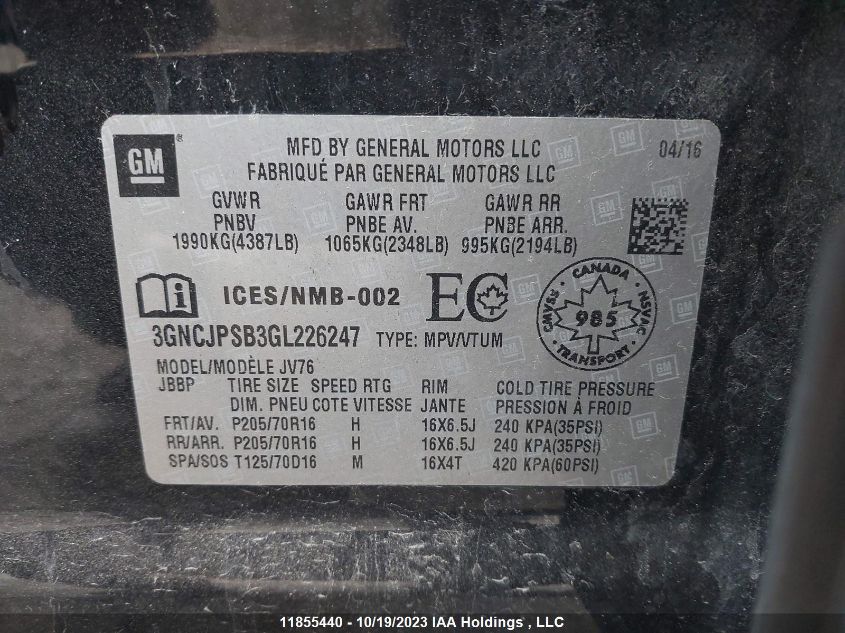 GM
MFD BY GENERAL MOTORS LLC
FABRIQUÉ PAR GENERAL MOTORS LLC
04/16
GVWR GAWR FRT GAWR RR
PNBV PNBE AV. PNBE ARR.
1990KG(4387LB) 1065KG(2348LB) 995KG(2194LB)
ICES/NMB-002 EC
CANADA
CMVSS NSVAC
985
TRANSPORT
3GNCJPSB3GL226247 TYPE: MPV/VTUM
MODEL/MODÈLE JV76
JBBP TIRE SIZE SPEED RTG RIM COLD TIRE PRESSURE
DIM. PNEU COTE VITESSE JANTE PRESSION À FROID
FRT/AV. P205/70R16 H 16X6.5J 240 KPA(35PSI)
RR/ARR. P205/70R16 H 16X6.5J 240 KPA(35PSI)
SPA/SOS T125/70D16 M 16X4T 420 KPA(60PSI)
11855440 - 10/19/2023 IAA Holdings , LLC